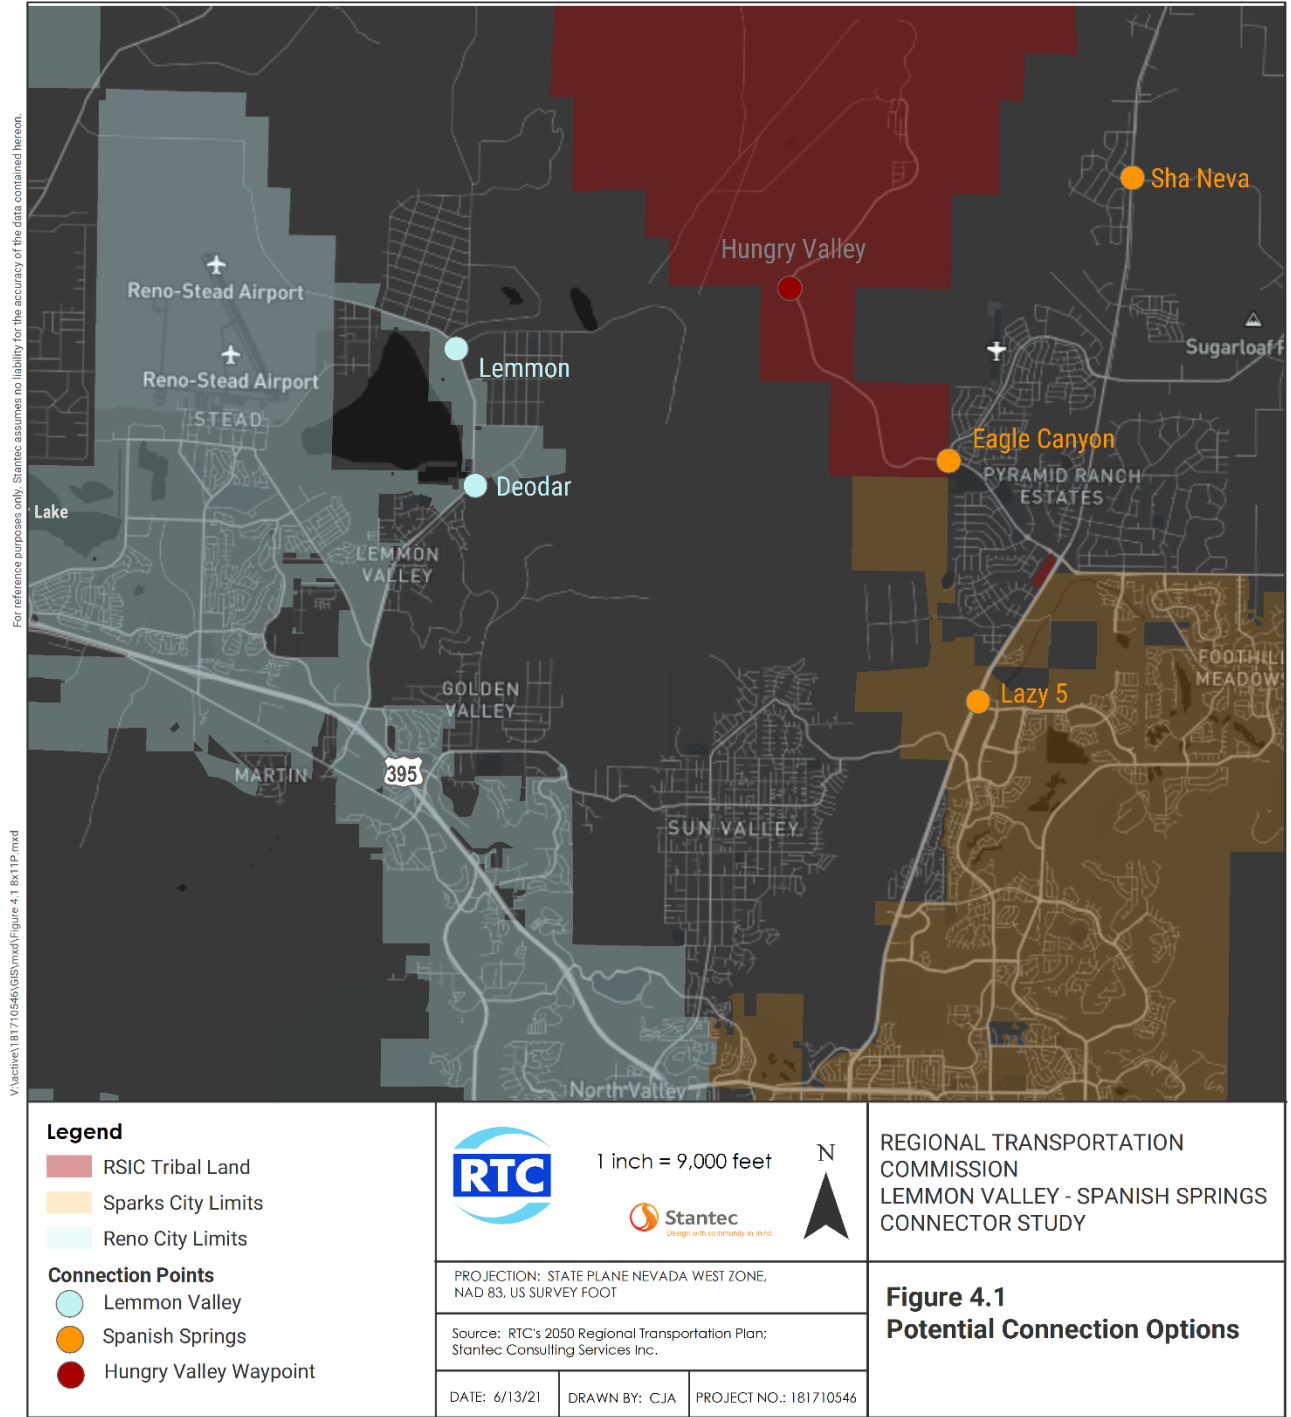 For reference purposes only. Stantec assumes no liability for the accuracy of the data contained hereon.
V:\active\181710546\GIS\mxd\Figure 4.1 8x11P.mxd
Sha Neva
Hungry Valley
Reno-Stead Airport
Lemmon
Sugarloaf
Reno-Stead Airport
STEAD
Eagle Canyon
PYRAMID RANCH
ESTATES
Deodar
Lake
LEMMON
VALLEY
FOOTHILL
MEADOWS
GOLDEN
VALLEY
Lazy 5
MARTIN
395
SUN VALLEY
North Valley
Legend
RSIC Tribal Land
Sparks City Limits
Reno City Limits
Connection Points
Lemmon Valley
Spanish Springs
Hungry Valley Waypoint
RTC
1 inch = 9,000 feet
N
Stantec
Design with community in mind
PROJECTION: STATE PLANE NEVADA WEST ZONE,
NAD 83, US SURVEY FOOT
Source: RTC's 2050 Regional Transportation Plan;
Stantec Consulting Services Inc.
DATE: 6/13/21
DRAWN BY: CJA
PROJECT NO.: 181710546
REGIONAL TRANSPORTATION
COMMISSION
LEMMON VALLEY - SPANISH SPRINGS
CONNECTOR STUDY
Figure 4.1
Potential Connection Options